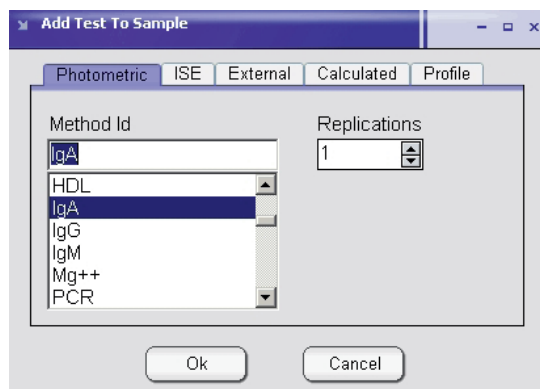 Add Test To Sample
Photometric ISE External Calculated Profile
Method Id
Replications
IgA
1
HDL
IgA
IgG
IgM
Mg++
PCR
Ok
Cancel